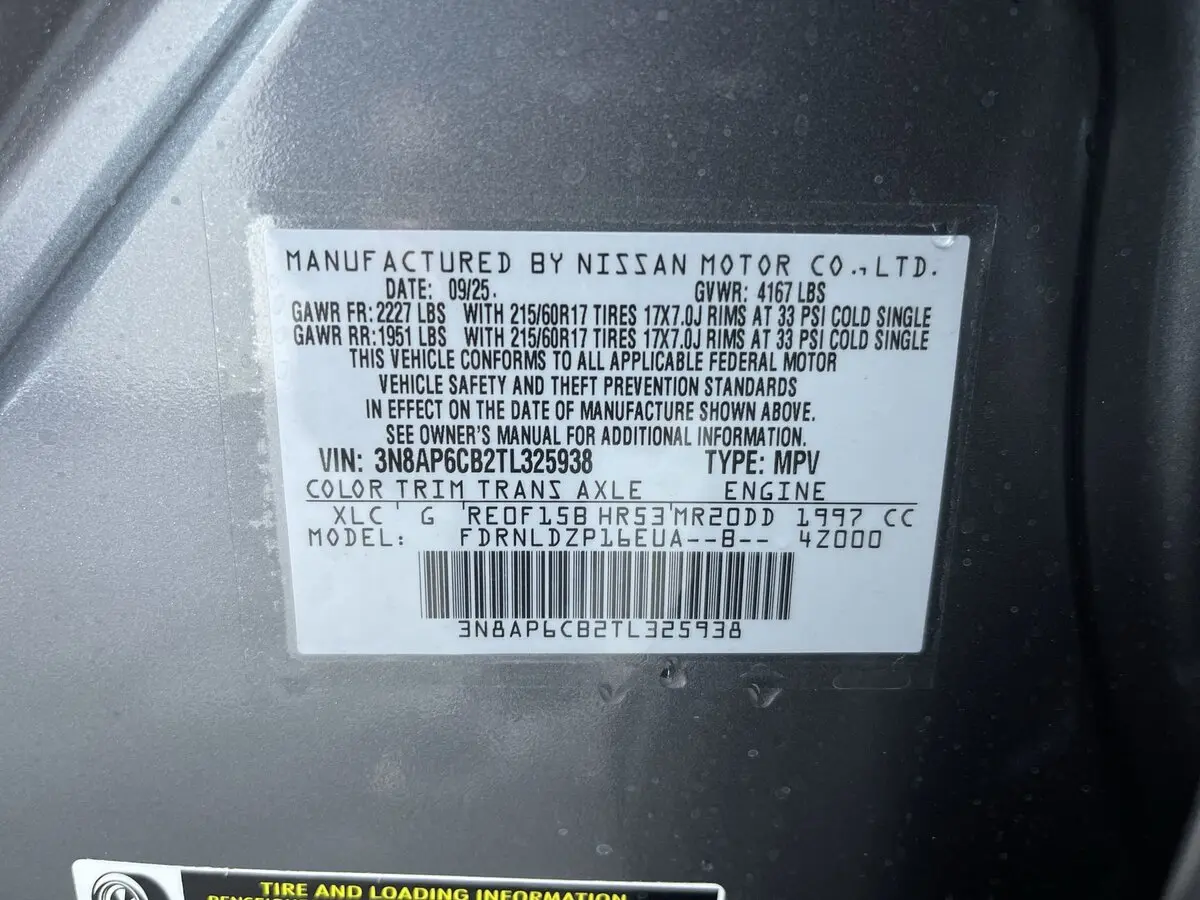 MANUFACTURED BY NISSAN MOTOR CO.,LTD.
DATE: 09/25. GVWR: 4167 LBS
GAWR FR: 2227 LBS WITH 215/60R17 TIRES 17X7.0J RIMS AT 33 PSI COLD SINGLE
GAWR RR: 1951 LBS WITH 215/60R17 TIRES 17X7.0J RIMS AT 33 PSI COLD SINGLE
THIS VEHICLE CONFORMS TO ALL APPLICABLE FEDERAL MOTOR
VEHICLE SAFETY AND THEFT PREVENTION STANDARDS
IN EFFECT ON THE DATE OF MANUFACTURE SHOWN ABOVE.
SEE OWNER'S MANUAL FOR ADDITIONAL INFORMATION.
VIN: 3N8AP6CB2TL325938 TYPE: MPV
COLOR TRIM TRANS AXLE ENGINE
XLC G RE0F15B HR53 MR20DD 1997 CC
MODEL: FDRNLDZP16EUA--B-- 4Z000
3N8AP6CB2TL325938
TIRE AND LOADING INFORMATION